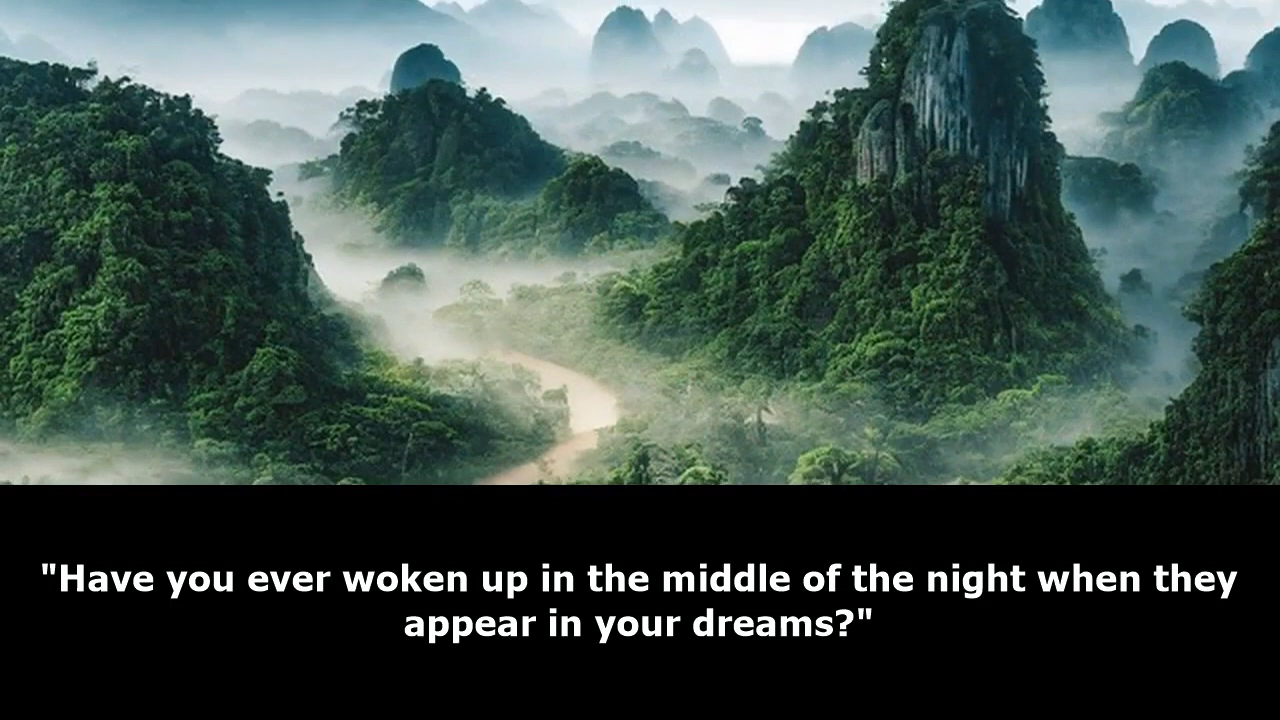 "Have you ever woken up in the middle of the night when they
appear in your dreams?"